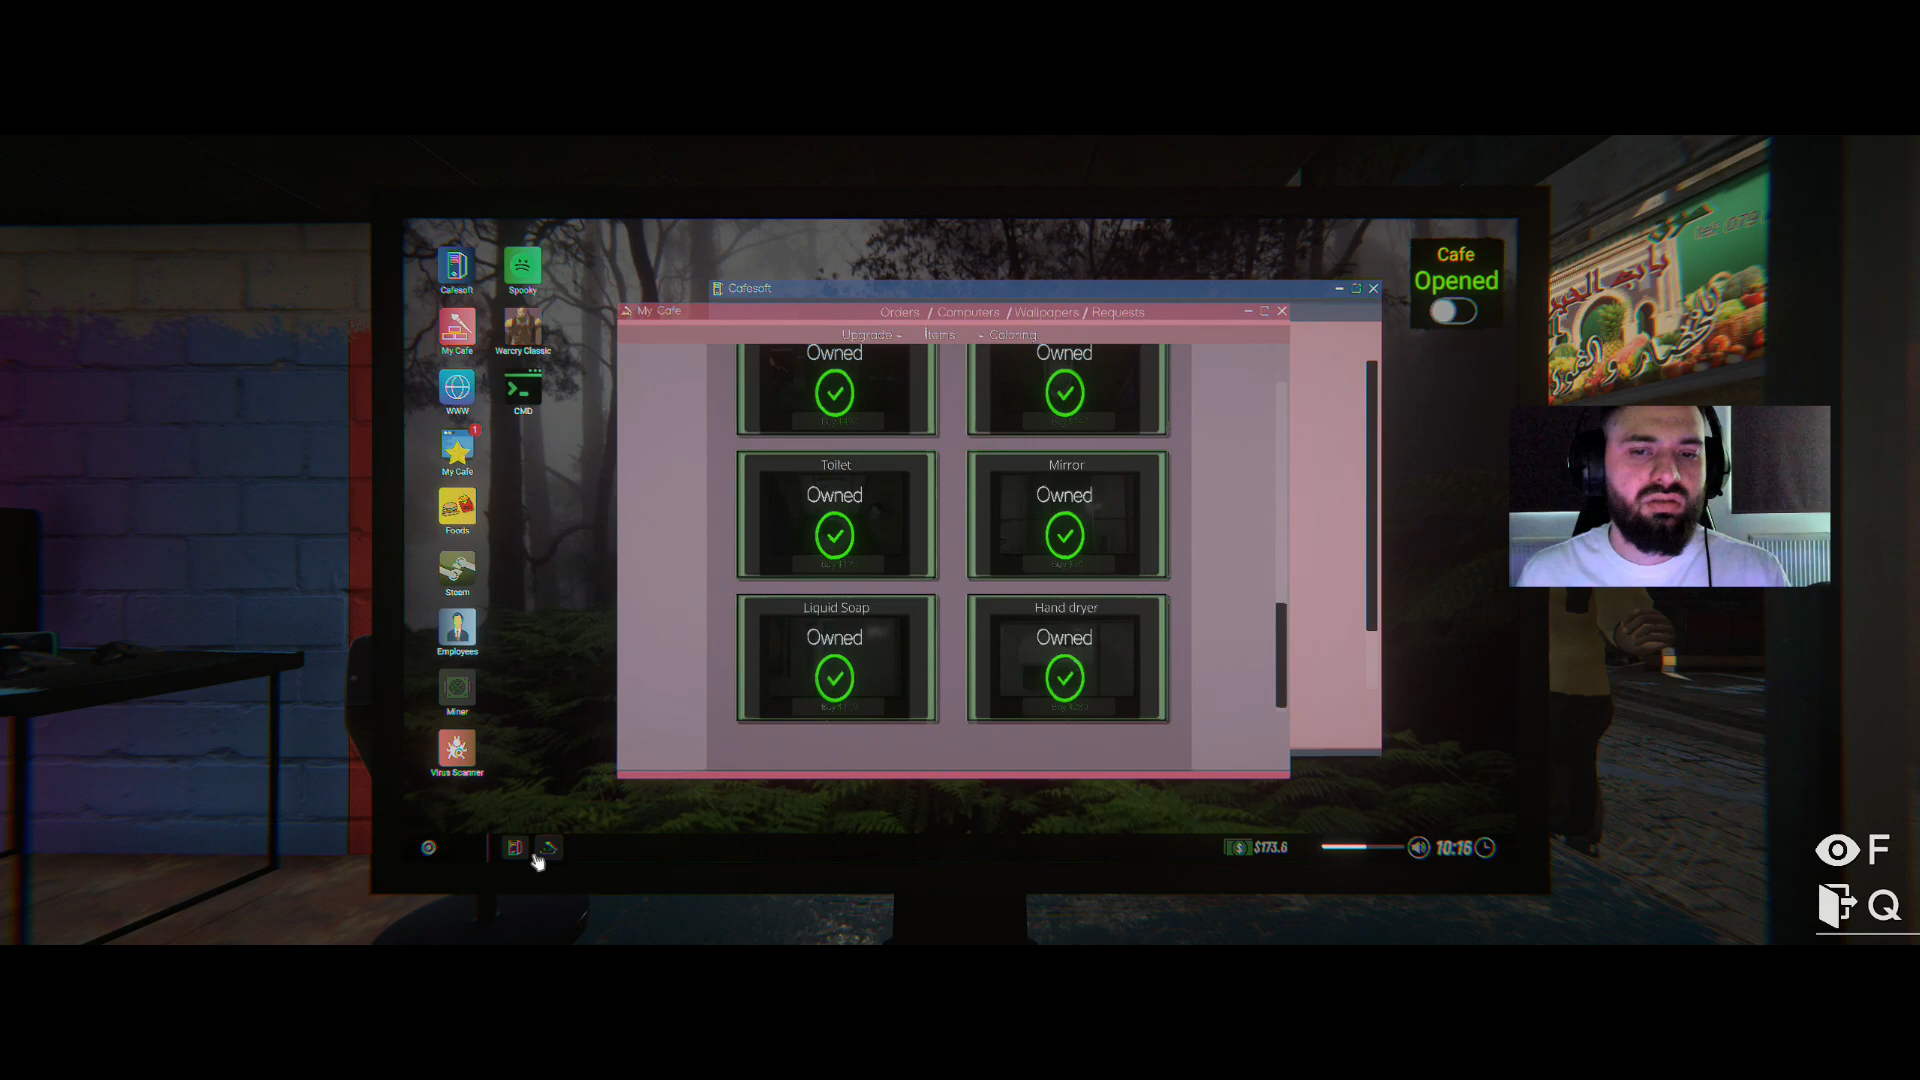 Cafe
Opened
Cafesoft
Spooky
My Cafe
Warcry Classic
WWW
CMD
1
My Cafe
Foods
Steam
Employees
Miner
Virus Scanner
Cafesoft
My Cafe
Orders / Computers / Wallpapers / Requests
Upgrade - Items - Coloring
Owned
Owned
Toilet
Owned
Mirror
Owned
Liquid Soap
Owned
Hand dryer
Owned
$173.6
10:16
F
Q